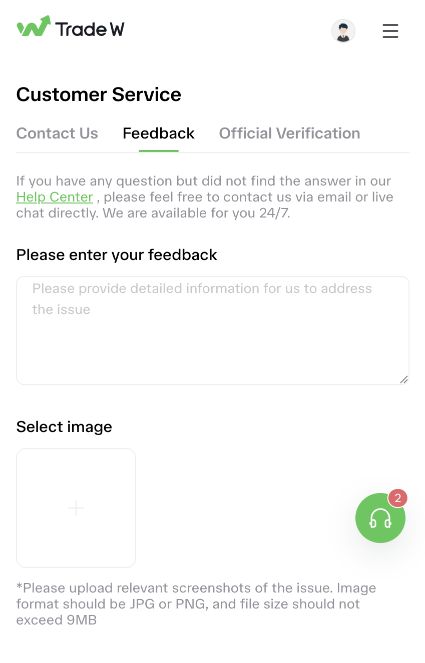 Trade W
Customer Service
Contact Us Feedback Official Verification
If you have any question but did not find the answer in our
Help Center , please feel free to contact us via email or live
chat directly. We are available for you 24/7.
Please enter your feedback
Please provide detailed information for us to address
the issue
Select image
2
*Please upload relevant screenshots of the issue. Image
format should be JPG or PNG, and file size should not
exceed 9MB